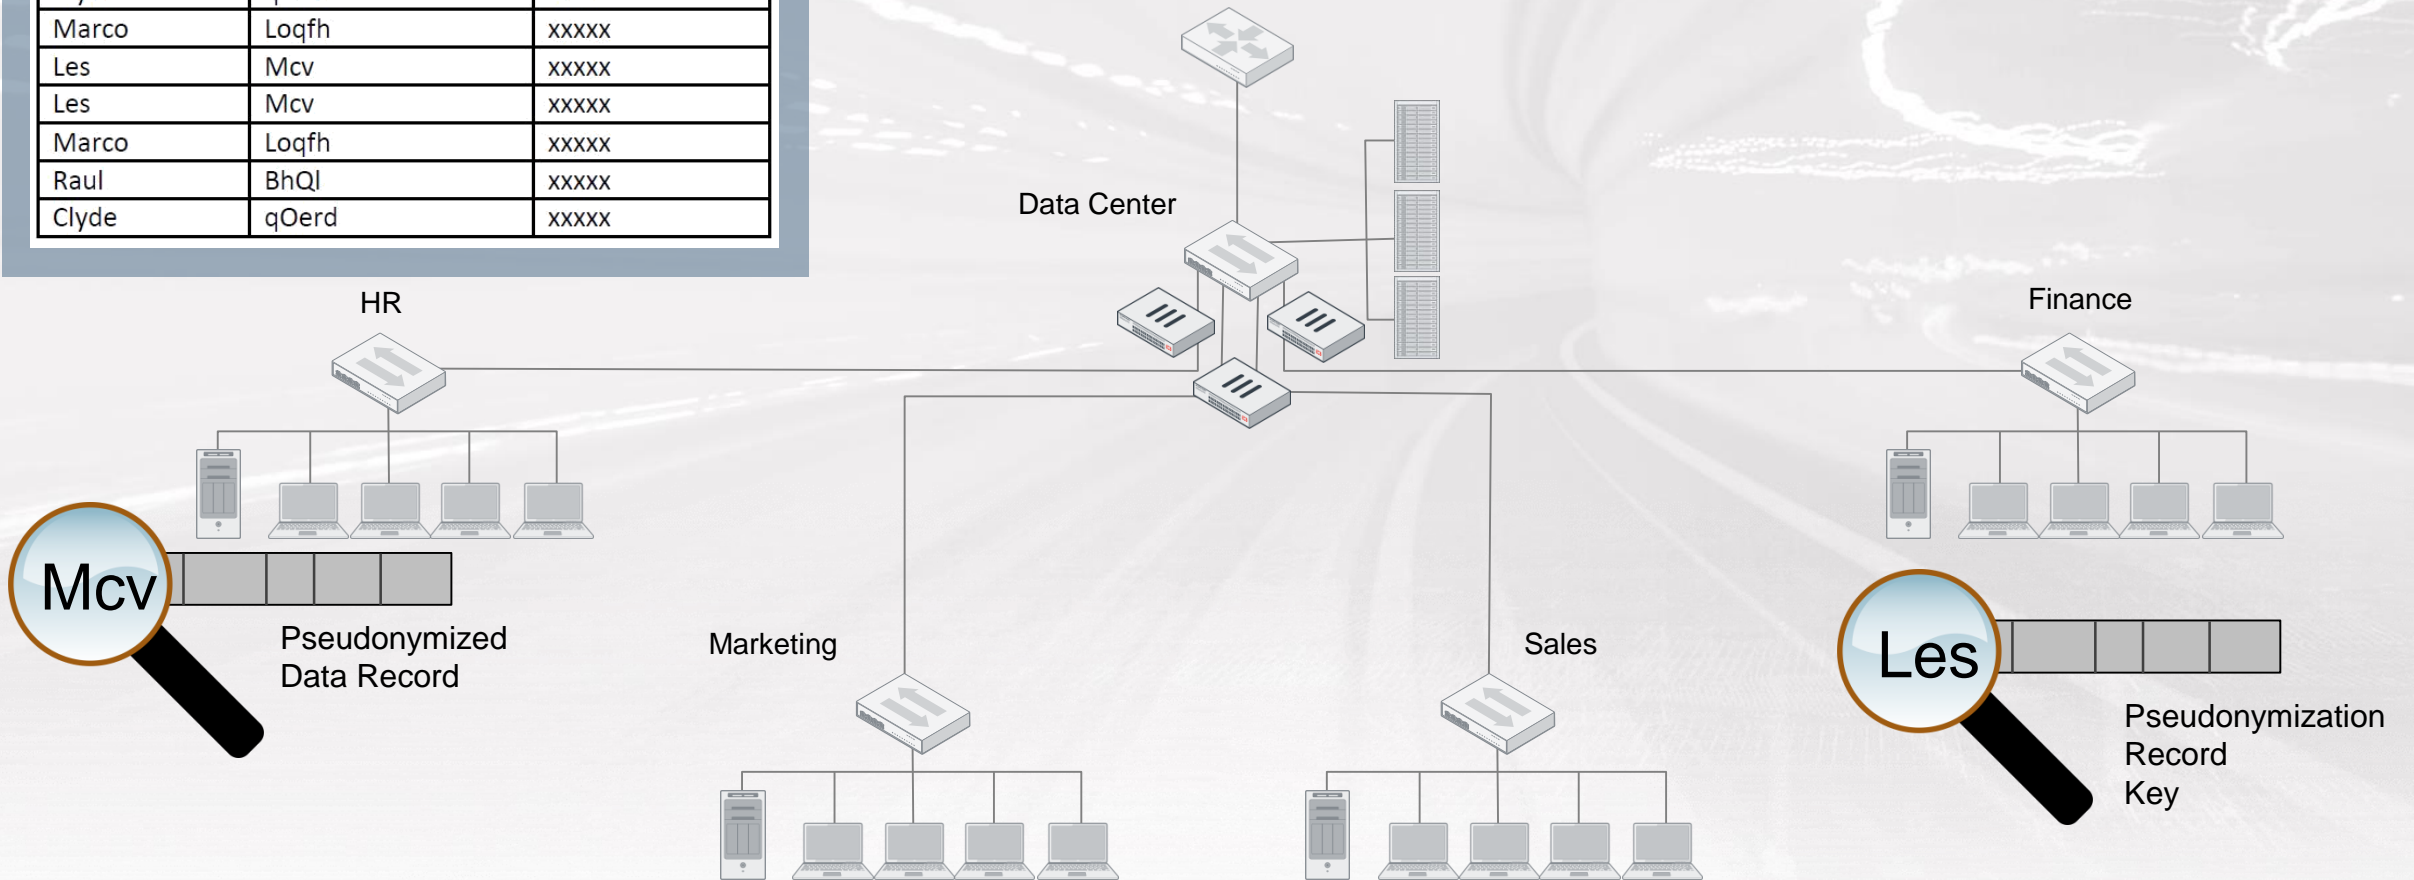 Marco Loqfh xxxxx
Les Mcv xxxxx
Les Mcv xxxxx
Marco Loqfh xxxxx
Raul BhQl xxxxx
Clyde qOerd xxxxx
Data Center
HR
Finance
Mcv
Pseudonymized
Data Record
Marketing
Sales
Les
Pseudonymization
Record
Key